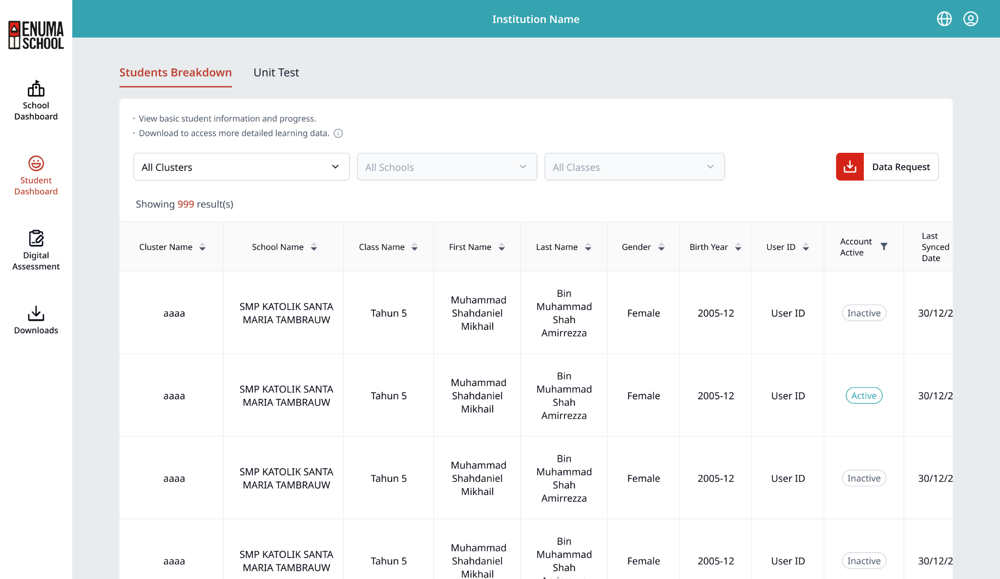 ENUMA
SCHOOL
Institution Name
School
Dashboard
Student
Dashboard
Digital
Assessment
Downloads
Students Breakdown
Unit Test
· View basic student information and progress.
· Download to access more detailed learning data.
All Clusters
All Schools
All Classes
Data Request
Showing 999 result(s)
Cluster Name
School Name
Class Name
First Name
Last Name
Gender
Birth Year
User ID
Account
Active
Last
Synced
Date
aaaa
SMP KATOLIK SANTA
MARIA TAMBRAUW
Tahun 5
Muhammad
Shahdaniel
Mikhail
Bin
Muhammad
Shah
Amirrezza
Female
2005-12
User ID
Inactive
30/12/2
aaaa
SMP KATOLIK SANTA
MARIA TAMBRAUW
Tahun 5
Muhammad
Shahdaniel
Mikhail
Bin
Muhammad
Shah
Amirrezza
Female
2005-12
User ID
Active
30/12/2
aaaa
SMP KATOLIK SANTA
MARIA TAMBRAUW
Tahun 5
Muhammad
Shahdaniel
Mikhail
Bin
Muhammad
Shah
Amirrezza
Female
2005-12
User ID
Inactive
30/12/2
aaaa
SMP KATOLIK SANTA
MARIA TAMBRAUW
Tahun 5
Muhammad
Shahdaniel
Mikhail
Bin
Muhammad
Shah
Female
2005-12
User ID
Inactive
30/12/2